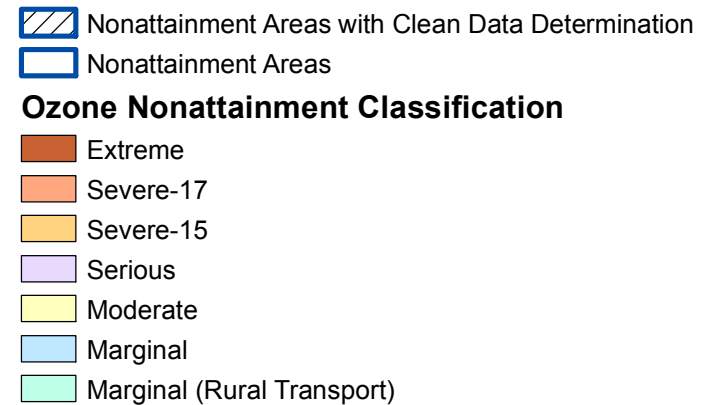 Nonattainment Areas with Clean Data Determination
Nonattainment Areas
Ozone Nonattainment Classification
Extreme
Severe-17
Severe-15
Serious
Moderate
Marginal
Marginal (Rural Transport)